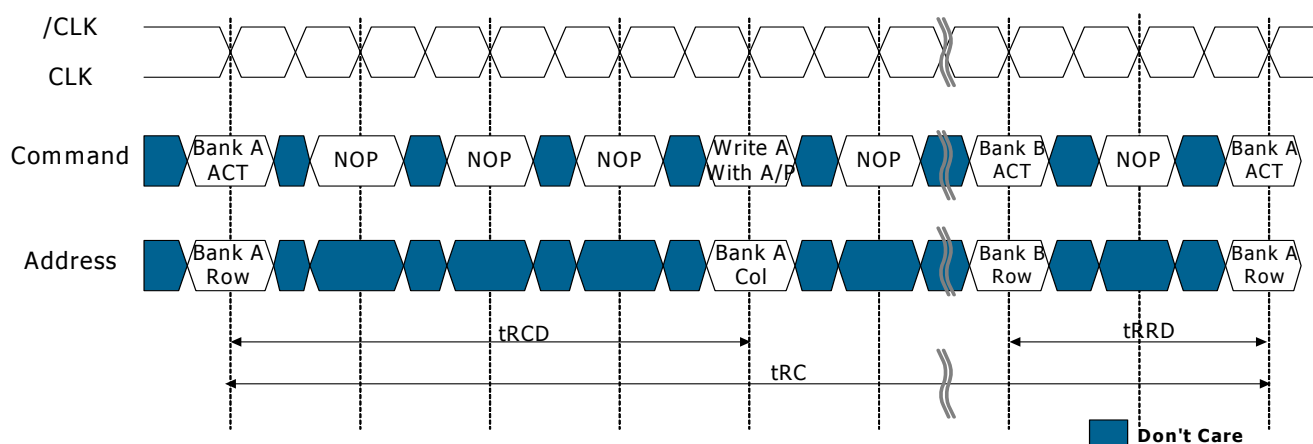 /CLK
CLK
Command
Bank A
ACT
NOP
NOP
NOP
Write A
With A/P
NOP
Bank B
ACT
NOP
Bank A
ACT
Address
Bank A
Row
Bank A
Col
Bank B
Row
Bank A
Row
tRCD
tRRD
tRC
Don't Care